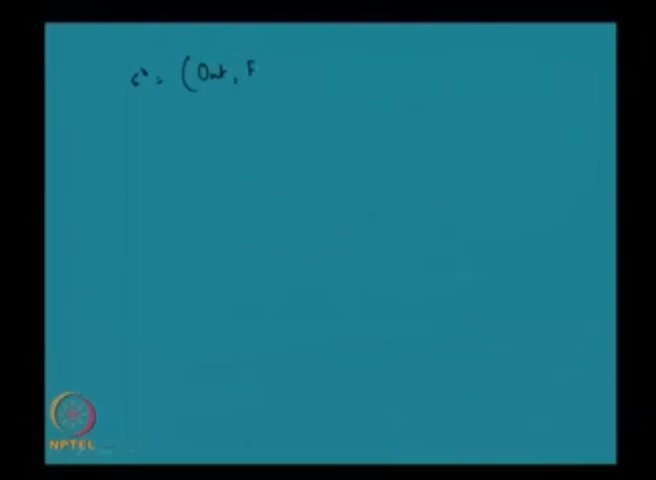 s* = (Out, F
NPTEL